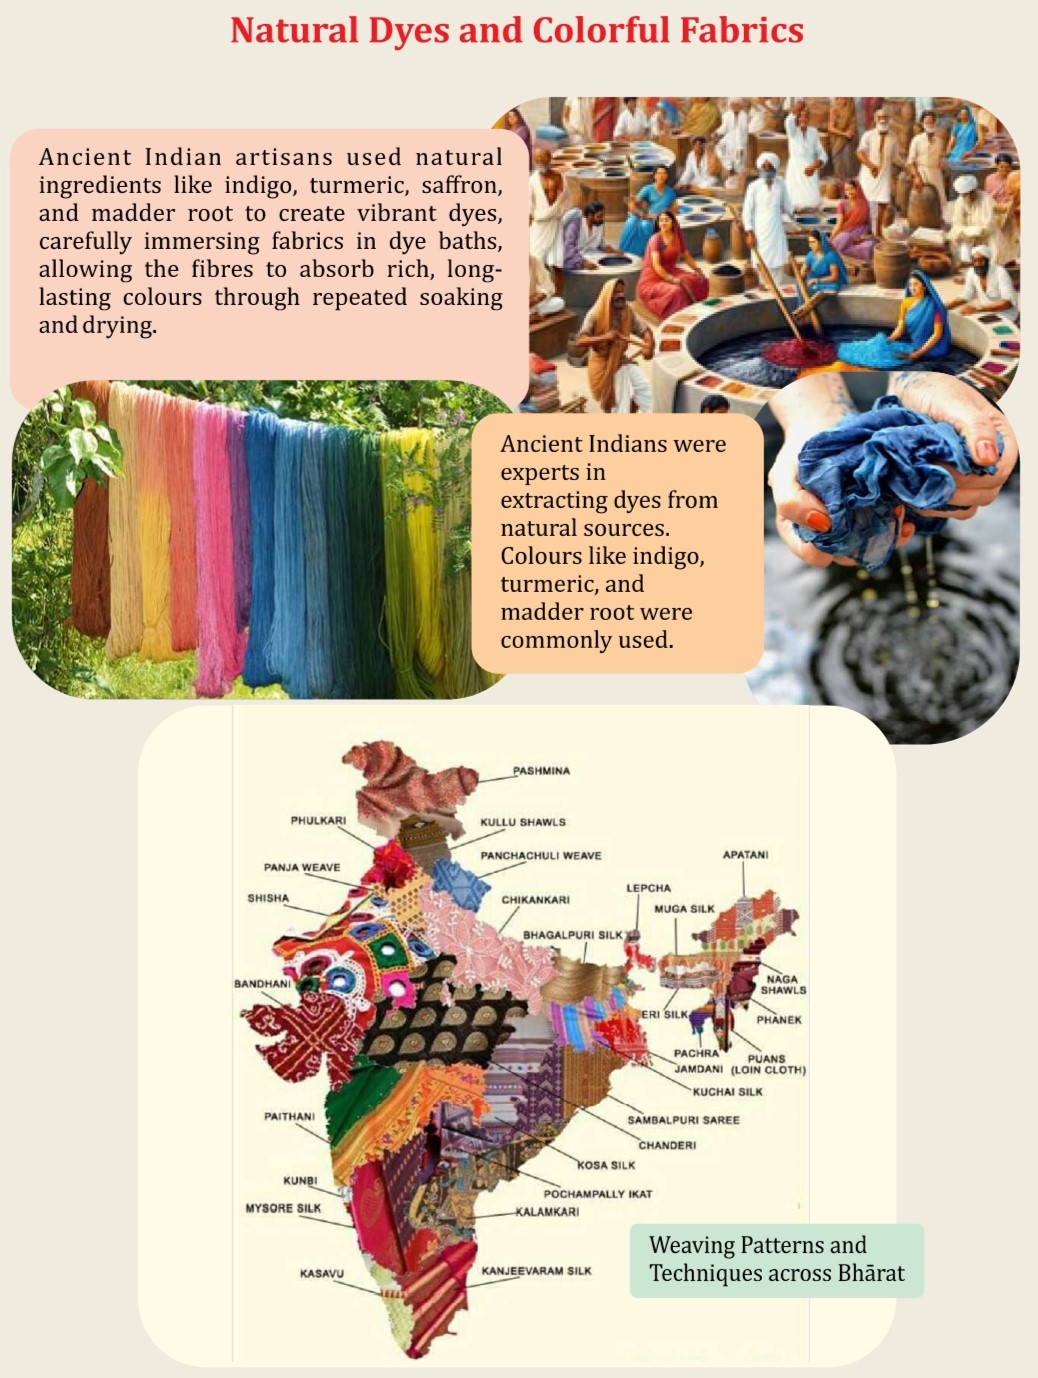 Natural Dyes and Colorful Fabrics
Ancient Indian artisans used natural
ingredients like indigo, turmeric, saffron,
and madder root to create vibrant dyes,
carefully immersing fabrics in dye baths,
allowing the fibres to absorb rich, long-
lasting colours through repeated soaking
and drying.
Ancient Indians were
experts in
extracting dyes from
natural sources.
Colours like indigo,
turmeric, and
madder root were
commonly used.
PASHMINA
PHULKARI
KULLU SHAWLS
PANJA WEAVE
PANCHACHULI WEAVE
APATANI
SHISHA
CHIKANKARI
LEPCHA
MUGA SILK
BHAGALPURI SILK
BANDHANI
NAGA
SHAWLS
ERI SILK
PHANEK
PACHRA
PUANS
(LOIN CLOTH)
JAMDANI
KUCHAI SILK
PAITHANI
SAMBALPURI SAREE
CHANDERI
KOSA SILK
KUNBI
POCHAMPALLY IKAT
MYSORE SILK
KALAMKARI
KASAVU
KANJEEVARAM SILK
Weaving Patterns and
Techniques across Bhārat